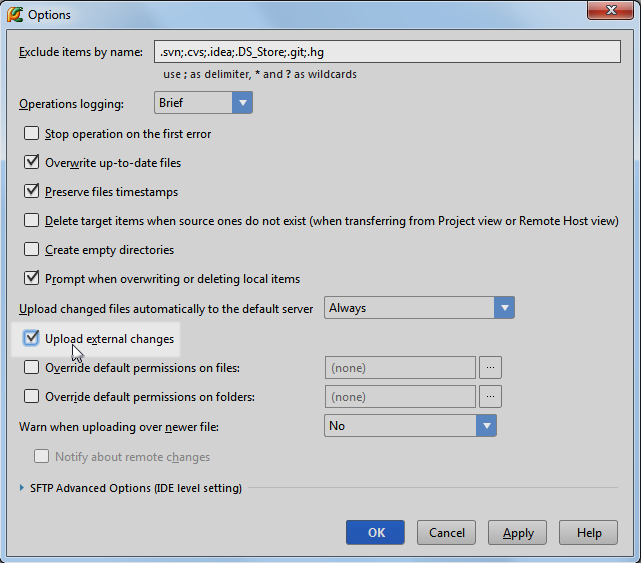 Options
Exclude items by name: .svn;.cvs;.idea;.DS_Store;.git;.hg
use ; as delimiter, * and ? as wildcards
Operations logging: Brief
Stop operation on the first error
Overwrite up-to-date files
Preserve files timestamps
Delete target items when source ones do not exist (when transferring from Project view or Remote Host view)
Create empty directories
Prompt when overwriting or deleting local items
Upload changed files automatically to the default server Always
Upload external changes
Override default permissions on files: (none) ...
Override default permissions on folders: (none) ...
Warn when uploading over newer file: No
Notify about remote changes
SFTP Advanced Options (IDE level setting)
OK Cancel Apply Help